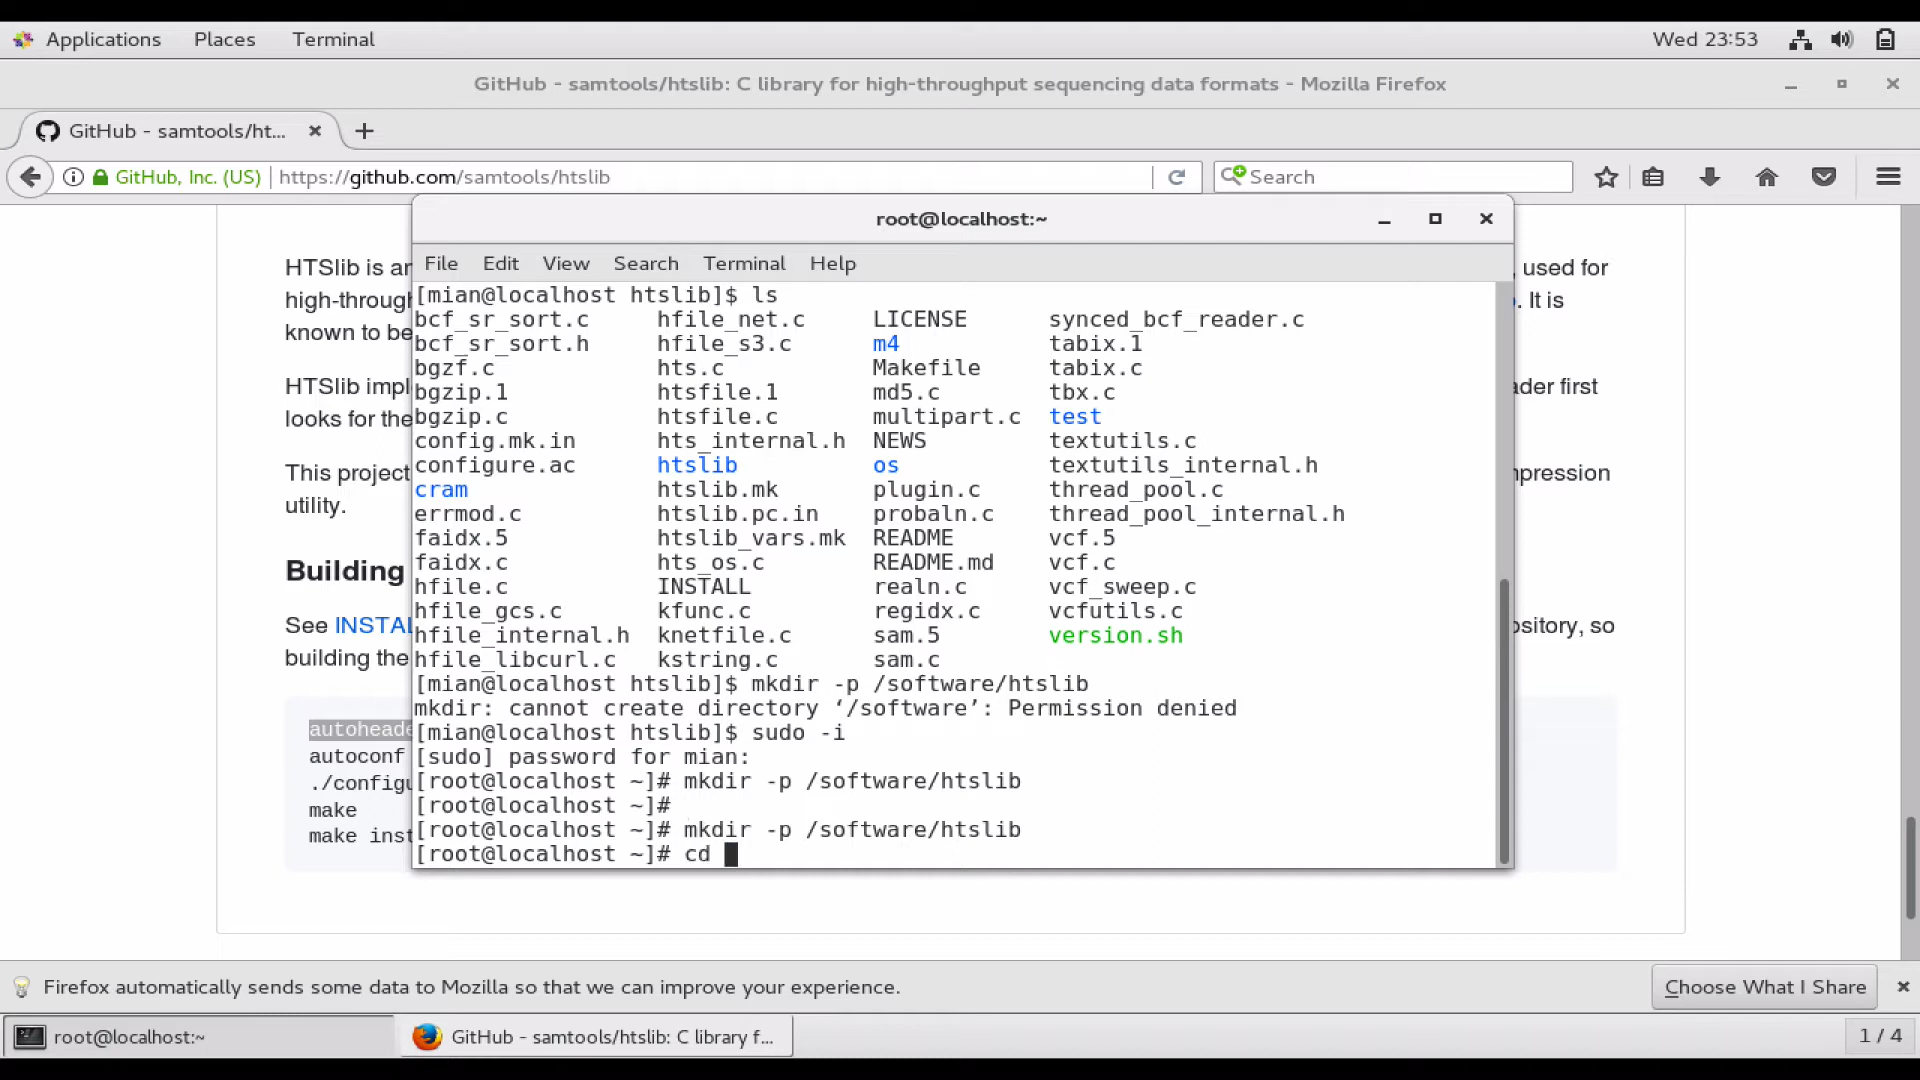 Applications Places Terminal Wed 23:53
GitHub - samtools/htslib: C library for high-throughput sequencing data formats - Mozilla Firefox
GitHub - samtools/ht...
GitHub, Inc. (US) https://github.com/samtools/htslib Search
root@localhost:~
File Edit View Search Terminal Help
HTSlib is an
, used for
high-through
. It is
known to be
HTSlib impl
ader first
looks for the
This project
mpression
utility.
Building
See INSTAL
ository, so
building the
autoheade
autoconf
./configu
make
make inst
[mian@localhost htslib]$ ls
bcf_sr_sort.c hfile_net.c LICENSE synced_bcf_reader.c
bcf_sr_sort.h hfile_s3.c m4 tabix.1
bgzf.c hts.c Makefile tabix.c
bgzip.1 htsfile.1 md5.c tbx.c
bgzip.c htsfile.c multipart.c test
config.mk.in hts_internal.h NEWS textutils.c
configure.ac htslib os textutils_internal.h
cram htslib.mk plugin.c thread_pool.c
errmod.c htslib.pc.in probaln.c thread_pool_internal.h
faidx.5 htslib_vars.mk README vcf.5
faidx.c hts_os.c README.md vcf.c
hfile.c INSTALL realn.c vcf_sweep.c
hfile_gcs.c kfunc.c regidx.c vcfutils.c
hfile_internal.h knetfile.c sam.5 version.sh
hfile_libcurl.c kstring.c sam.c
[mian@localhost htslib]$ mkdir -p /software/htslib
mkdir: cannot create directory ‘/software’: Permission denied
[mian@localhost htslib]$ sudo -i
[sudo] password for mian:
[root@localhost ~]# mkdir -p /software/htslib
[root@localhost ~]#
[root@localhost ~]# mkdir -p /software/htslib
[root@localhost ~]# cd
Firefox automatically sends some data to Mozilla so that we can improve your experience. Choose What I Share
root@localhost:~ GitHub - samtools/htslib: C library f... 1 / 4